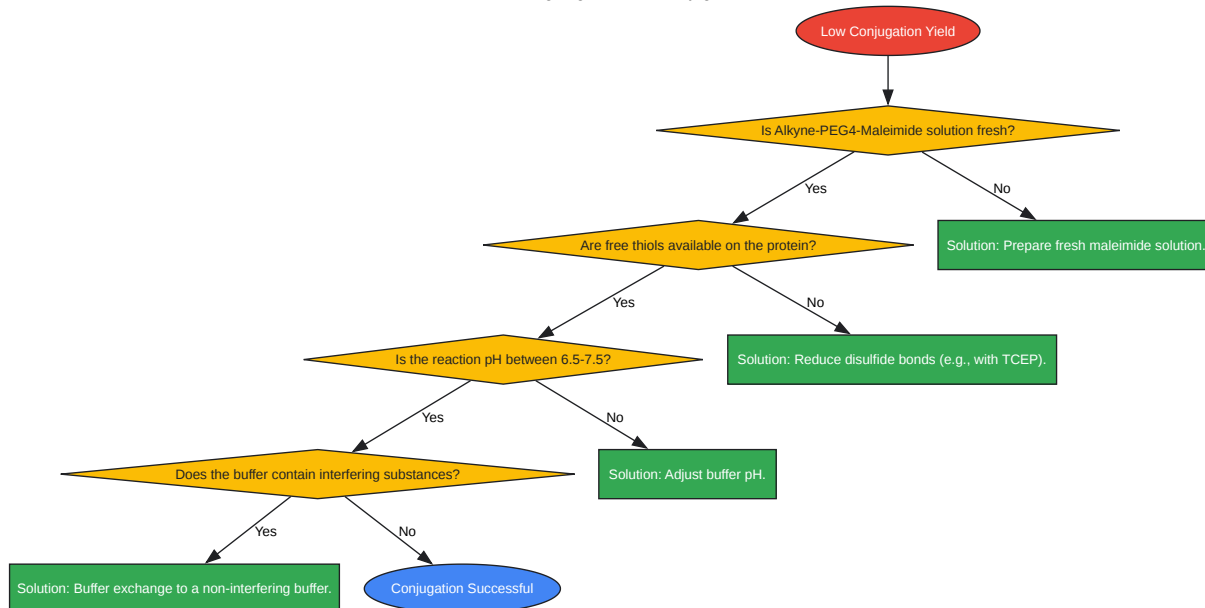 Low Conjugation Yield
Is Alkyne-PEG4-Maleimide solution fresh?
Yes
No
Are free thiols available on the protein?
Solution: Prepare fresh maleimide solution.
Yes
No
Is the reaction pH between 6.5-7.5?
Solution: Reduce disulfide bonds (e.g., with TCEP).
Yes
No
Does the buffer contain interfering substances?
Solution: Adjust buffer pH.
Yes
No
Solution: Buffer exchange to a non-interfering buffer.
Conjugation Successful